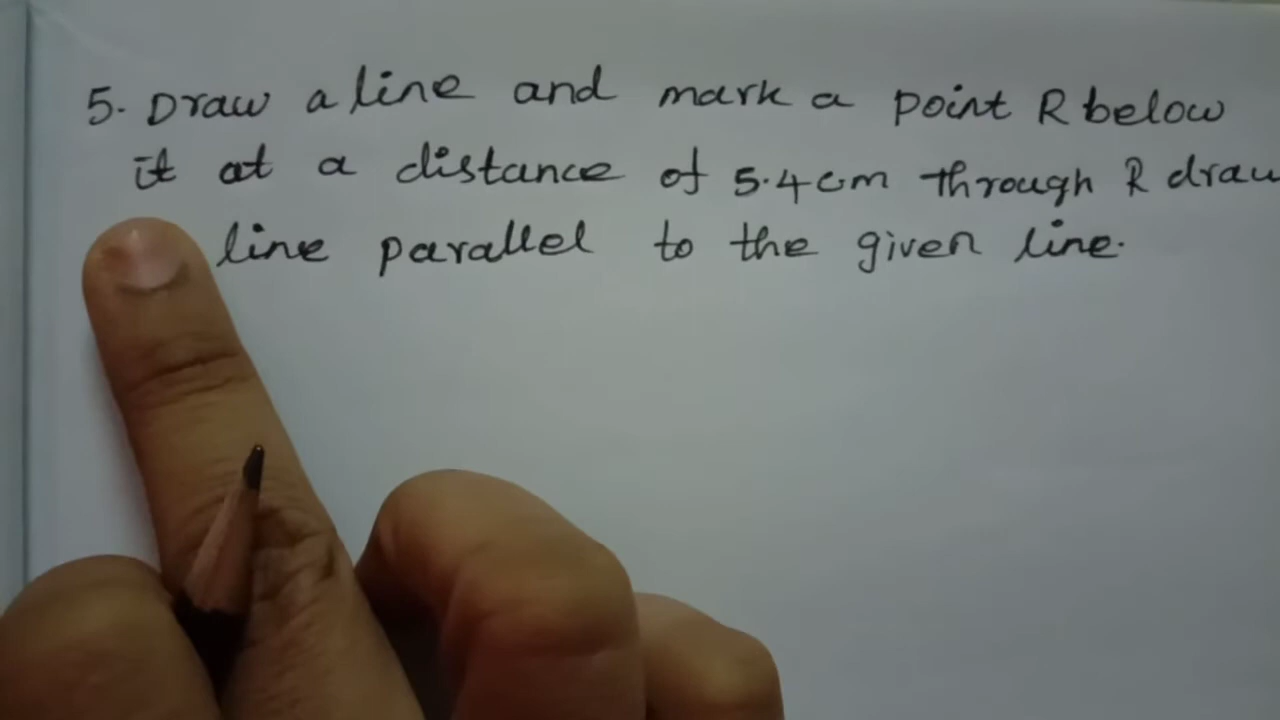 5. Draw a line and mark a point R below
it at a distance of 5.4cm through R draw
line parallel to the given line.